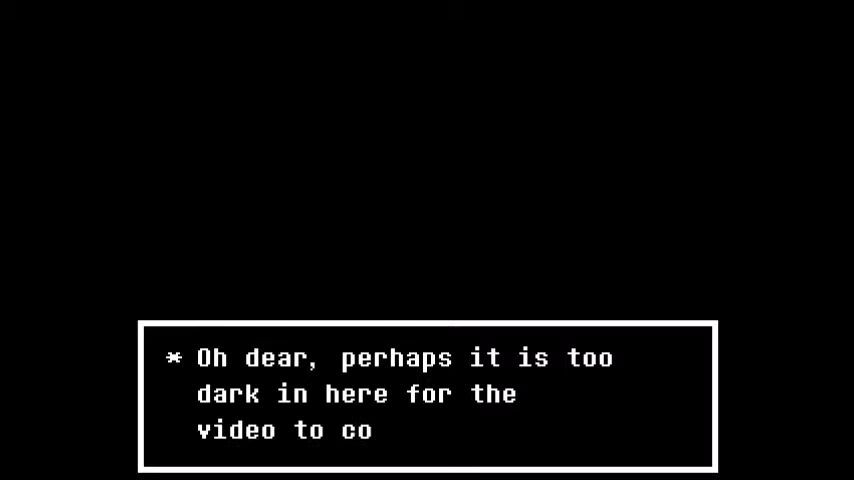 * Oh dear, perhaps it is too
dark in here for the
video to co